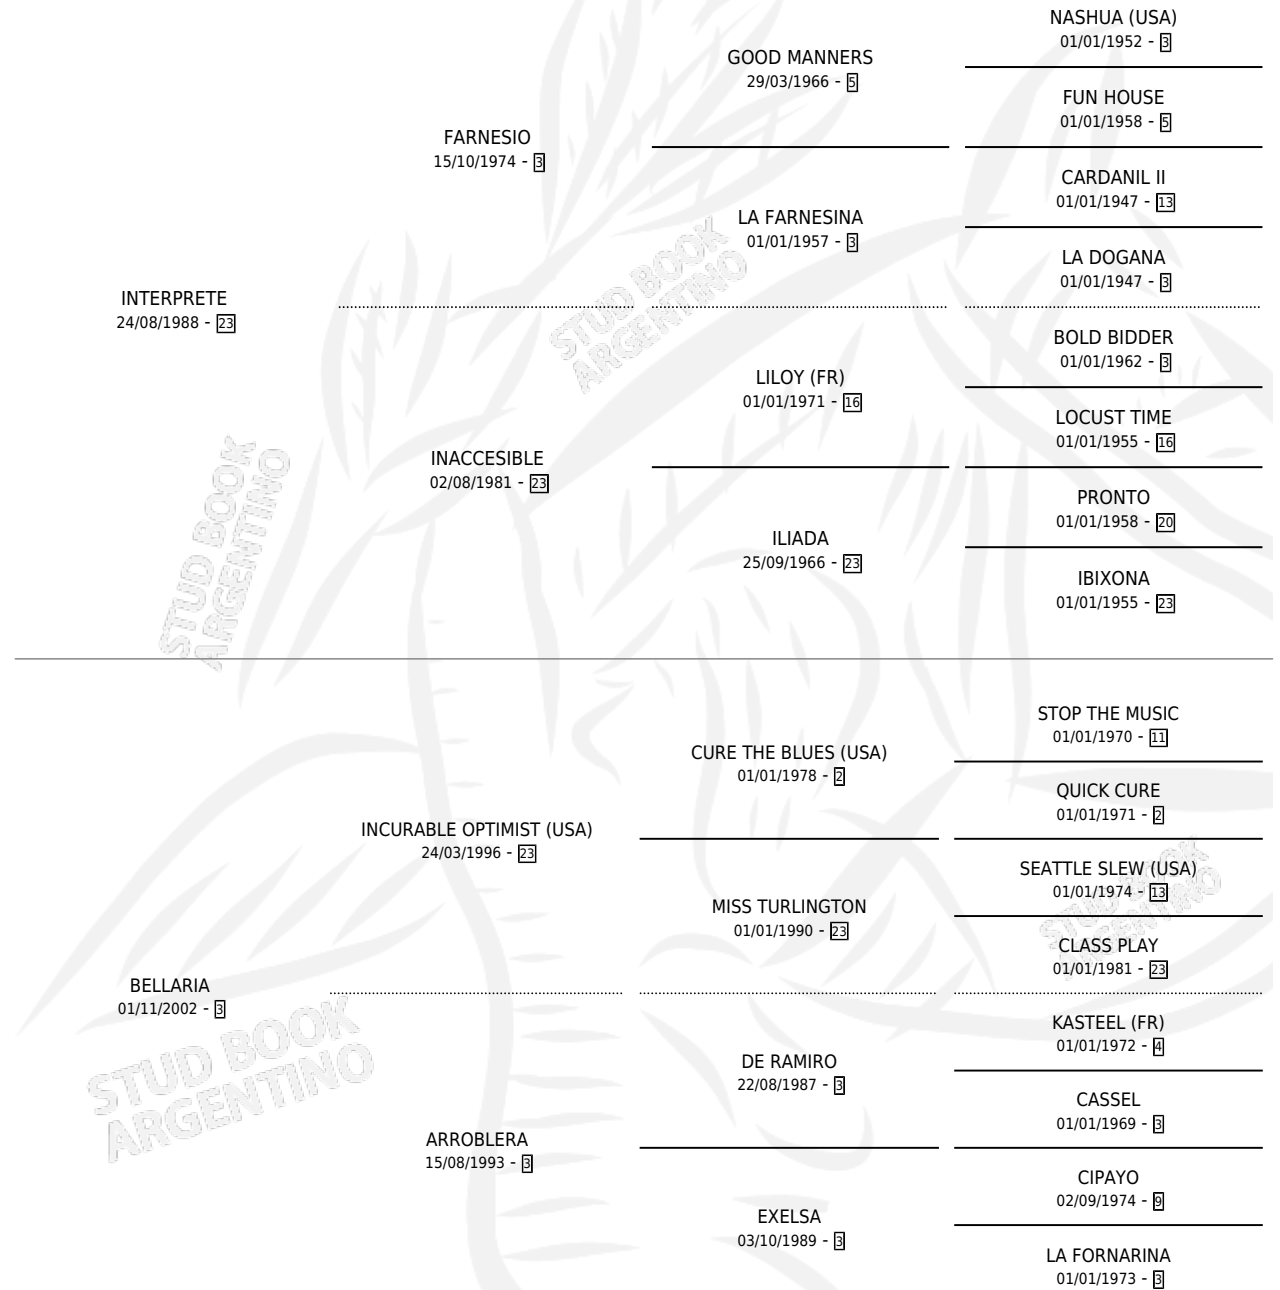 NASHUA (USA)
01/01/1952 - 3
GOOD MANNERS
29/03/1966 - 5
FUN HOUSE
01/01/1958 - 5
FARNESIO
15/10/1974 - 3
CARDANIL II
01/01/1947 - 13
LA FARNESINA
01/01/1957 - 3
LA DOGANA
01/01/1947 - 3
INTERPRETE
24/08/1988 - 23
BOLD BIDDER
01/01/1962 - 3
LILOY (FR)
01/01/1971 - 16
LOCUST TIME
01/01/1955 - 16
INACCESIBLE
02/08/1981 - 23
PRONTO
01/01/1958 - 20
ILIADA
25/09/1966 - 23
IBIXONA
01/01/1955 - 23
STOP THE MUSIC
01/01/1970 - 11
CURE THE BLUES (USA)
01/01/1978 - 2
QUICK CURE
01/01/1971 - 2
INCURABLE OPTIMIST (USA)
24/03/1996 - 23
SEATTLE SLEW (USA)
01/01/1974 - 13
MISS TURLINGTON
01/01/1990 - 23
CLASS PLAY
01/01/1981 - 23
BELLARIA
01/11/2002 - 3
KASTEEL (FR)
01/01/1972 - 4
DE RAMIRO
22/08/1987 - 3
CASSEL
01/01/1969 - 3
ARROBLERA
15/08/1993 - 3
CIPAYO
02/09/1974 - 9
EXELSA
03/10/1989 - 3
LA FORNARINA
01/01/1973 - 3
STUD BOOK
ARGENTINO
STUD BOOK
ARGENTINO
STUD BOOK
ARGENTINO
STUD BOOK
ARGENTINO